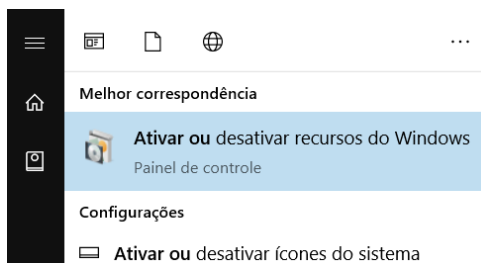 Melhor correspondência
Ativar ou desativar recursos do Windows
Painel de controle
Configurações
Ativar ou desativar ícones do sistema